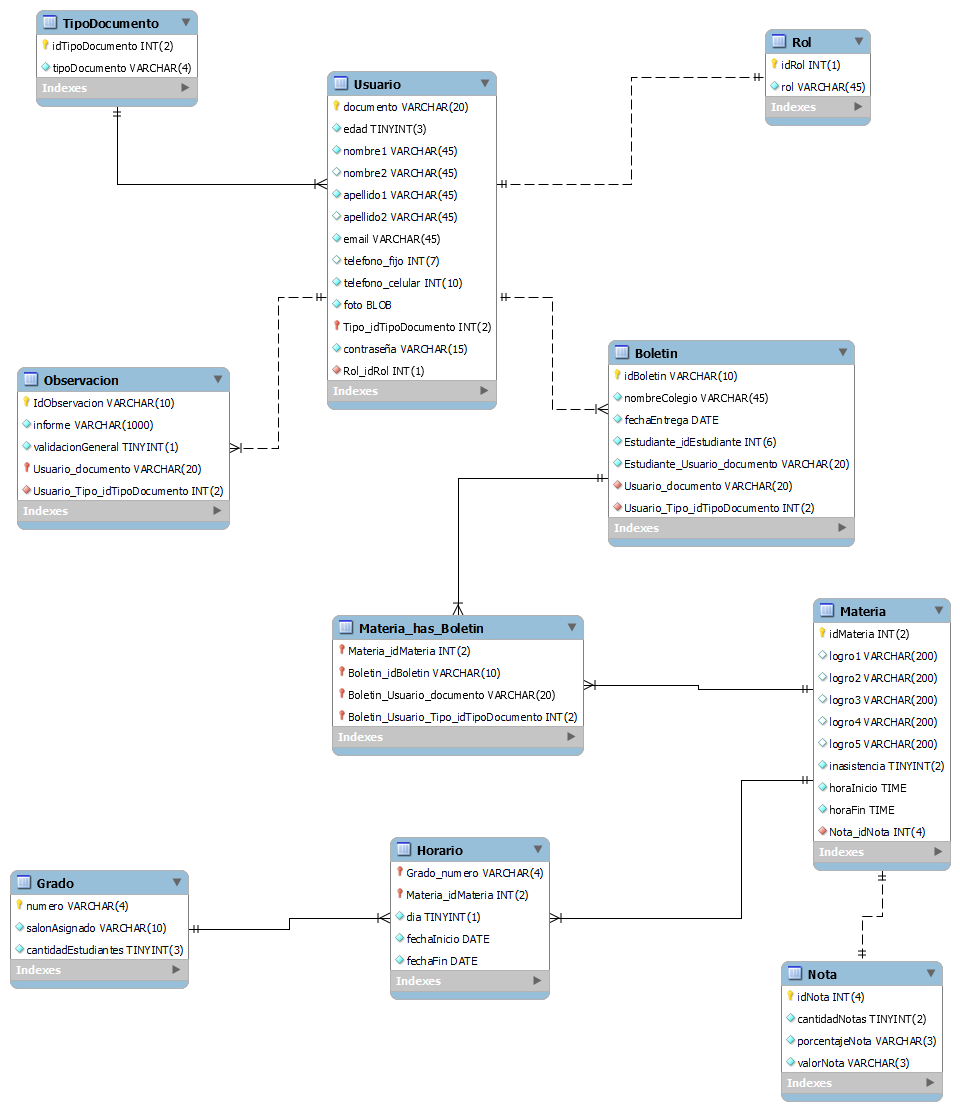 TipoDocumento
idTipoDocumento INT(2)
tipoDocumento VARCHAR(4)
Indexes
Rol
idRol INT(1)
rol VARCHAR(45)
Indexes
Usuario
documento VARCHAR(20)
edad TINYINT(3)
nombre1 VARCHAR(45)
nombre2 VARCHAR(45)
apellido1 VARCHAR(45)
apellido2 VARCHAR(45)
email VARCHAR(45)
telefono_fijo INT(7)
telefono_celular INT(10)
foto BLOB
Tipo_idTipoDocumento INT(2)
contraseña VARCHAR(15)
Rol_idRol INT(1)
Indexes
Observacion
IdObservacion VARCHAR(10)
informe VARCHAR(1000)
validacionGeneral TINYINT(1)
Usuario_documento VARCHAR(20)
Usuario_Tipo_idTipoDocumento INT(2)
Indexes
Boletin
idBoletin VARCHAR(10)
nombreColegio VARCHAR(45)
fechaEntrega DATE
Estudiante_idEstudiante INT(6)
Estudiante_Usuario_documento VARCHAR(20)
Usuario_documento VARCHAR(20)
Usuario_Tipo_idTipoDocumento INT(2)
Indexes
Materia_has_Boletin
Materia_idMateria INT(2)
Boletin_idBoletin VARCHAR(10)
Boletin_Usuario_documento VARCHAR(20)
Boletin_Usuario_Tipo_idTipoDocumento INT(2)
Indexes
Materia
idMateria INT(2)
logro1 VARCHAR(200)
logro2 VARCHAR(200)
logro3 VARCHAR(200)
logro4 VARCHAR(200)
logro5 VARCHAR(200)
inasistencia TINYINT(2)
horaInicio TIME
horaFin TIME
Nota_idNota INT(4)
Indexes
Horario
Grado_numero VARCHAR(4)
Materia_idMateria INT(2)
dia TINYINT(1)
fechaInicio DATE
fechaFin DATE
Indexes
Grado
numero VARCHAR(4)
salonAsignado VARCHAR(10)
cantidadEstudiantes TINYINT(3)
Indexes
Nota
idNota INT(4)
cantidadNotas TINYINT(2)
porcentajeNota VARCHAR(3)
valorNota VARCHAR(3)
Indexes